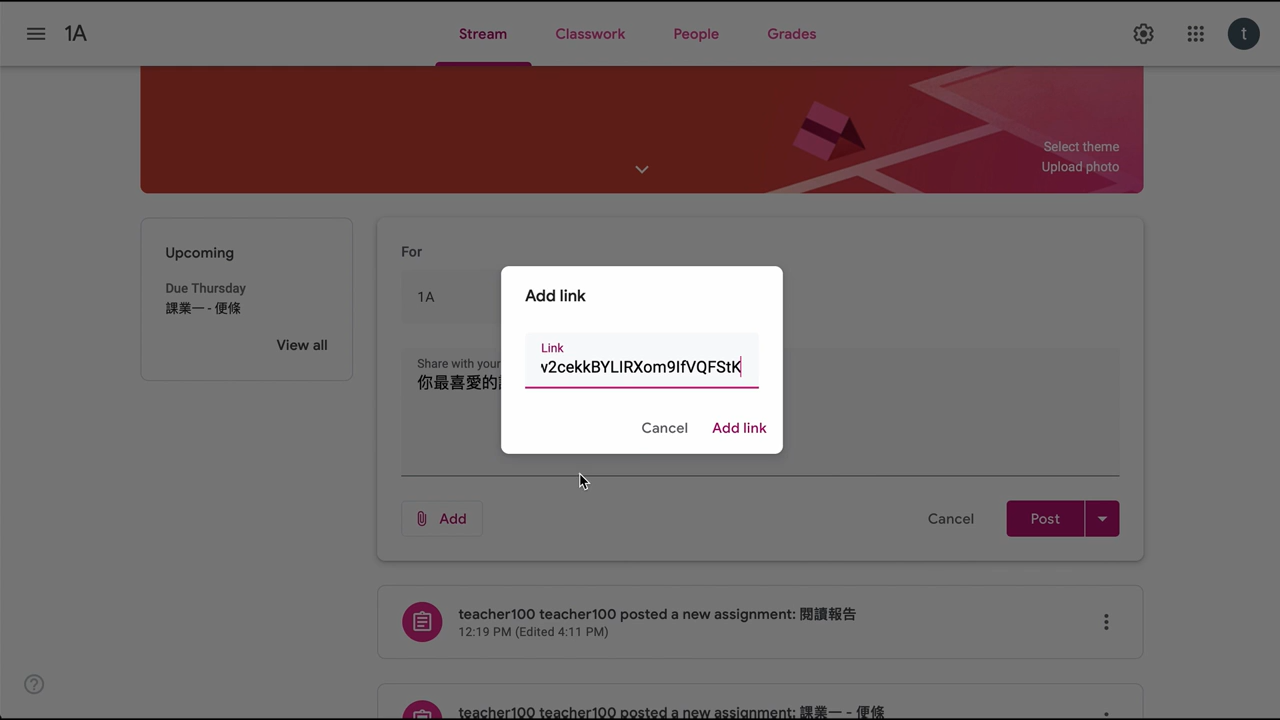 1A
Stream
Classwork
People
Grades
t
Select theme
Upload photo
Upcoming
Due Thursday
課業一 - 便條
View all
For
1A
Share with your
你最喜愛的
Add link
Link
v2cekkBYLIRXom9IfVQFStK
Cancel
Add link
Add
Cancel
Post
teacher100 teacher100 posted a new assignment: 閱讀報告
12:19 PM (Edited 4:11 PM)
teacher100 teacher100 posted a new assignment: 課業一 - 便條